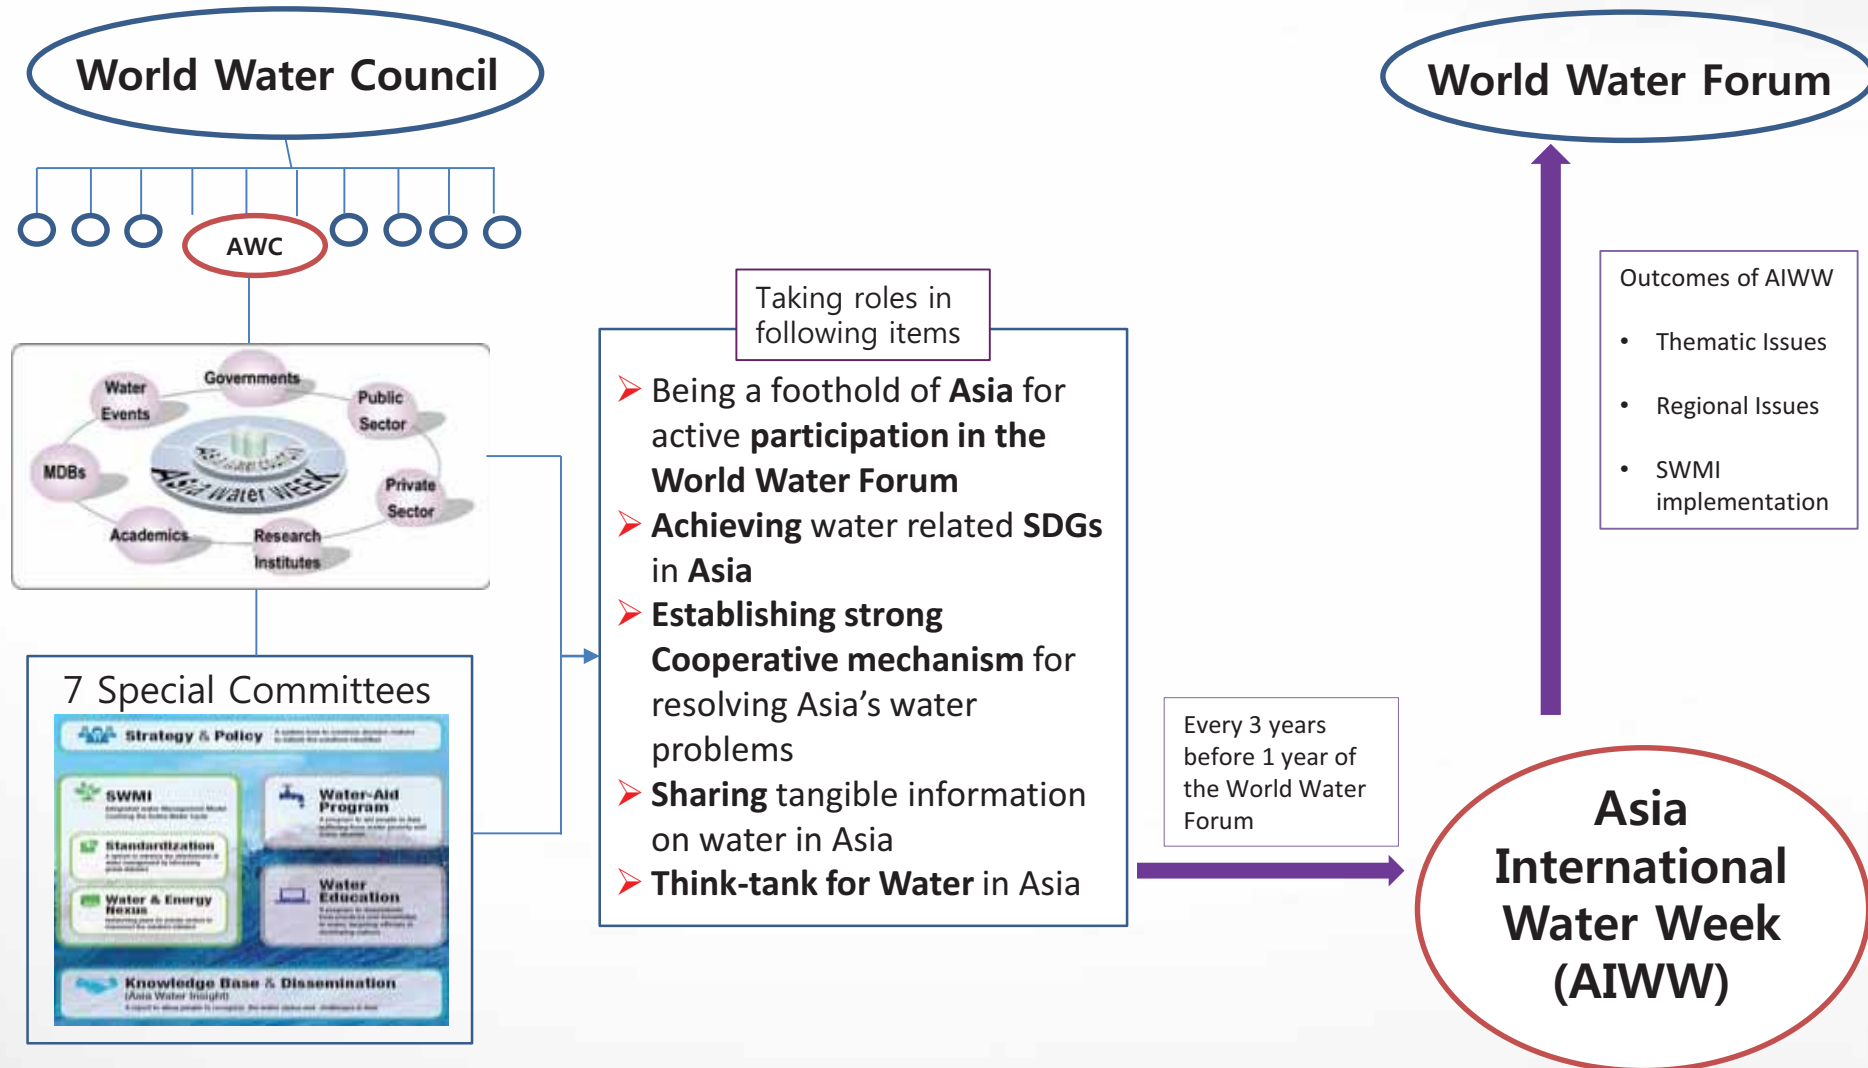 World Water Council
World Water Forum
AWC
Governments
Water
Events
Public
Sector
MDBs
Private
Sector
Academics
Research
Institutes
Asia Water Council
Asia Water WEEK
7 Special Committees
Strategy & Policy
SWMI
Standardization
Water & Energy
Nexus
Water-Aid
Program
Water
Education
Knowledge Base & Dissemination
(Asia Water Insight)
Taking roles in
following items
Being a foothold of Asia for
active participation in the
World Water Forum
Achieving water related SDGs
in Asia
Establishing strong
Cooperative mechanism for
resolving Asia’s water
problems
Sharing tangible information
on water in Asia
Think-tank for Water in Asia
Every 3 years
before 1 year of
the World Water
Forum
Outcomes of AIWW
• Thematic Issues
• Regional Issues
• SWMI
implementation
Asia
International
Water Week
(AIWW)